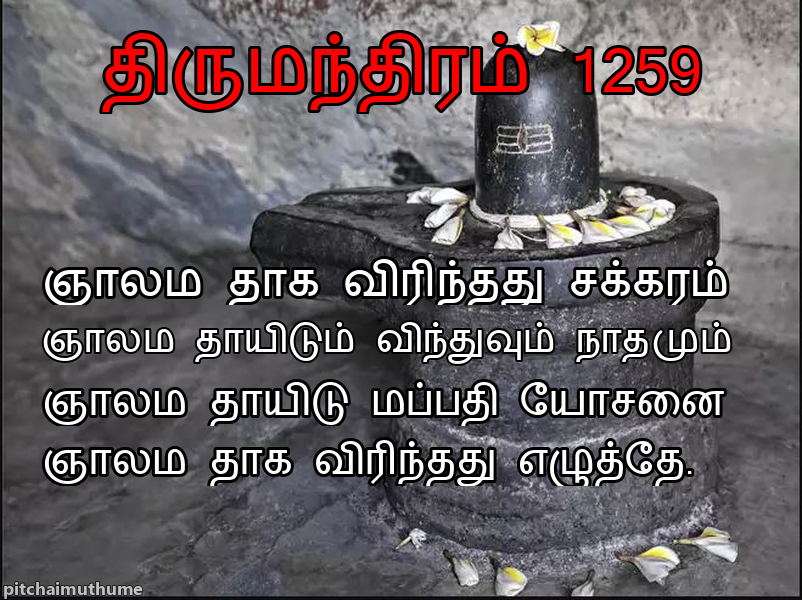 திருமந்திரம் 1259
ஞாலம தாக விரிந்தது சக்கரம்
ஞாலம தாயிடும் விந்துவும் நாதமும்
ஞாலம தாயிடு மப்பதி யோசனை
ஞாலம தாக விரிந்தது எழுத்தே.
pitchaimuthume